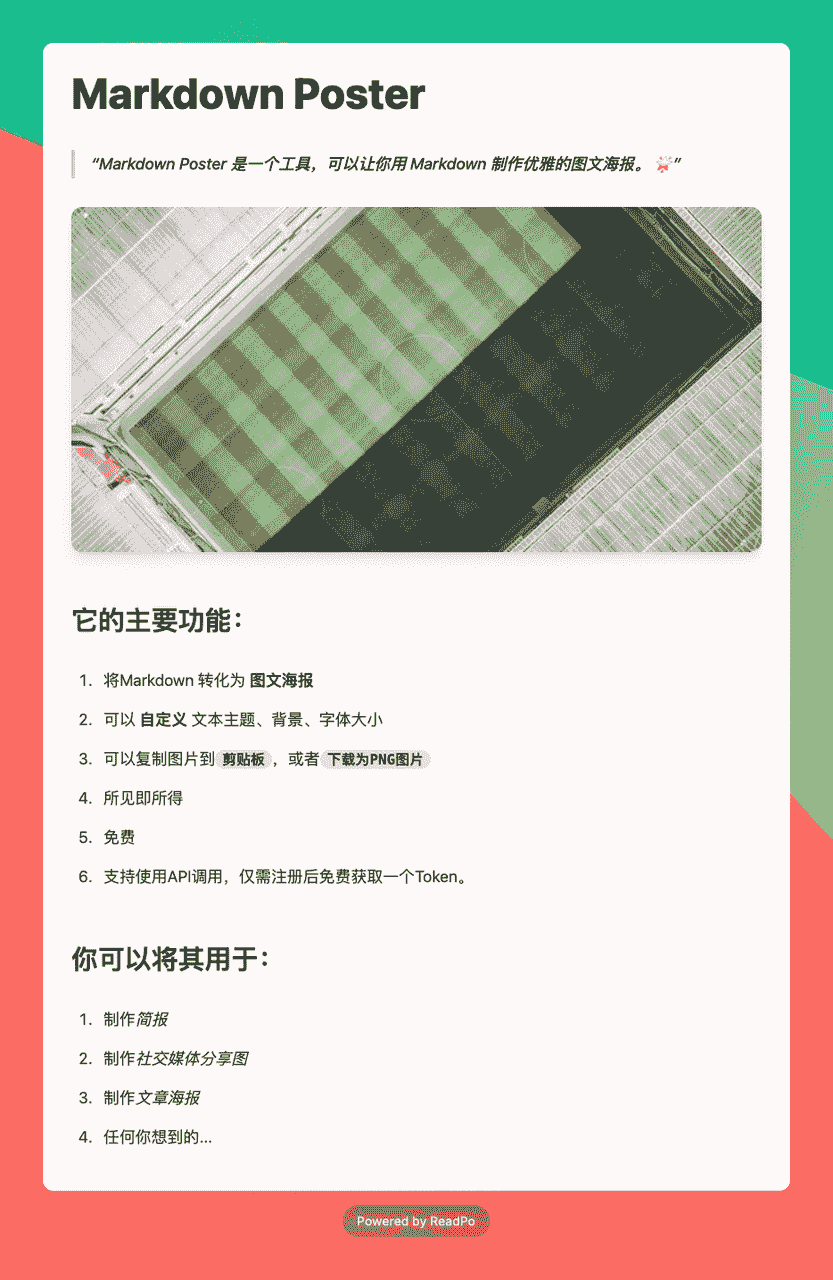 Markdown Poster
“Markdown Poster 是一个工具，可以让你用 Markdown 制作优雅的图文海报。 ”
它的主要功能：
1. 将Markdown 转化为 图文海报
2. 可以 自定义 文本主题、背景、字体大小
3. 可以复制图片到 剪贴板 ，或者 下载为PNG图片
4. 所见即所得
5. 免费
6. 支持使用API调用，仅需注册后免费获取一个Token。
你可以将其用于：
1. 制作简报
2. 制作社交媒体分享图
3. 制作文章海报
4. 任何你想到的...
Powered by ReadPo